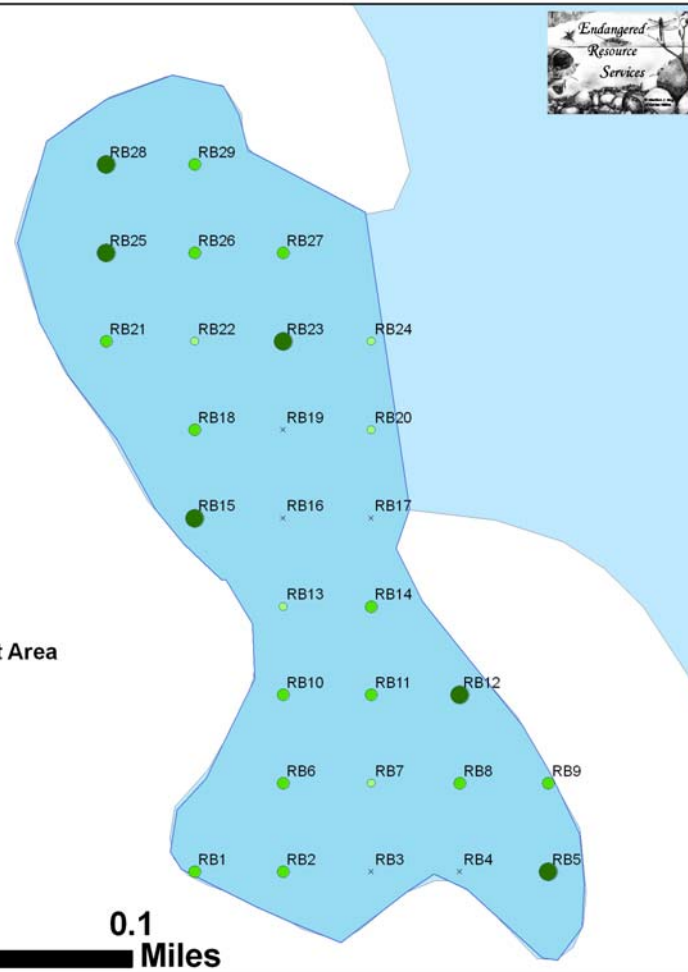 Endangered
Resource
Services
RB28 RB29
RB25 RB26 RB27
RB21 RB22 RB23 RB24
RB18 RB19 RB20
RB15 RB16 RB17
RB13 RB14
t Area
RB10 RB11 RB12
RB6 RB7 RB8 RB9
RB1 RB2 RB3 RB4 RB5
0.1
Miles